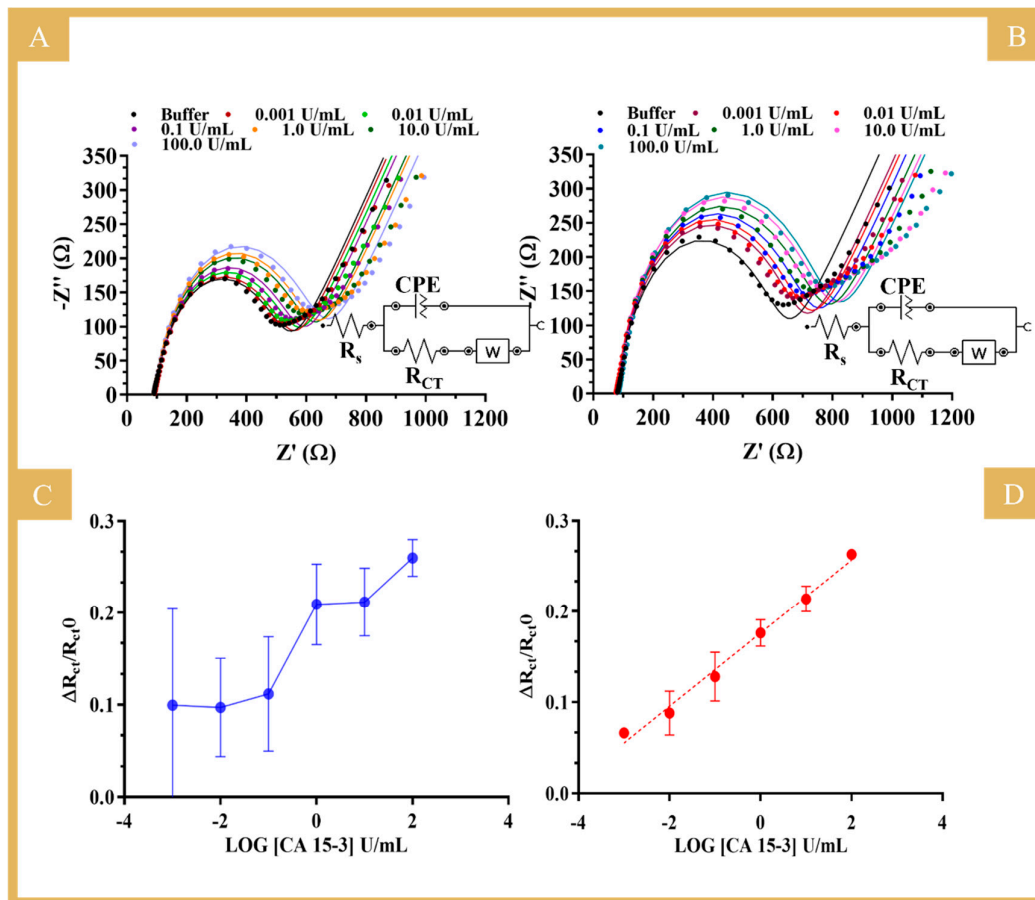 A
B
Buffer 0.001 U/mL 0.01 U/mL
0.1 U/mL 1.0 U/mL 10.0 U/mL
100.0 U/mL
350
300
250
200
150
100
50
0
-Z'' (Ω)
0 200 400 600 800 1000 1200
Z' (Ω)
CPE
Rs
RCT
W
Buffer 0.001 U/mL 0.01 U/mL
0.1 U/mL 1.0 U/mL 10.0 U/mL
100.0 U/mL
350
300
250
200
150
100
50
0
-Z'' (Ω)
0 200 400 600 800 1000 1200
Z' (Ω)
CPE
Rs
RCT
W
C
D
0.3
0.2
0.1
0.0
ΔRct/Rct0
-4 -2 0 2 4
LOG [CA 15-3] U/mL
0.3
0.2
0.1
0.0
ΔRct/Rct0
-4 -2 0 2 4
LOG [CA 15-3] U/mL